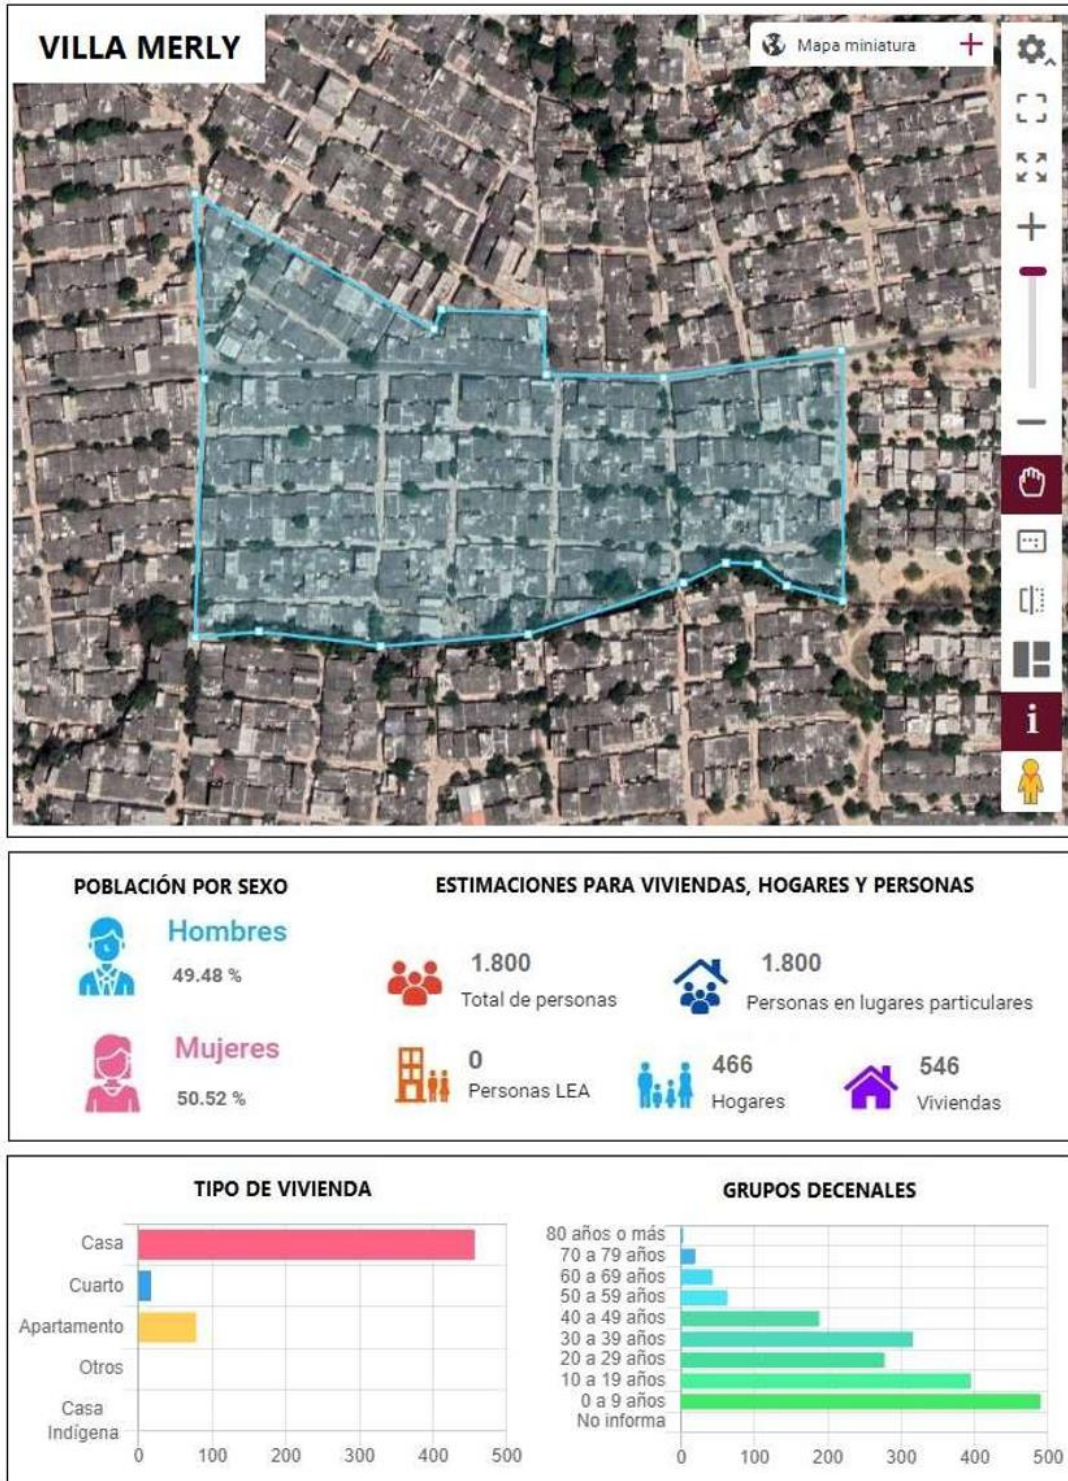 VILLA MERLY
Mapa miniatura
POBLACIÓN POR SEXO
Hombres
49.48 %
Mujeres
50.52 %
ESTIMACIONES PARA VIVIENDAS, HOGARES Y PERSONAS
1.800
Total de personas
1.800
Personas en lugares particulares
0
Personas LEA
466
Hogares
546
Viviendas
TIPO DE VIVIENDA
Casa
Cuarto
Apartamento
Otros
Casa
Indígena
0 100 200 300 400 500
GRUPOS DECENALES
80 años o más
70 a 79 años
60 a 69 años
50 a 59 años
40 a 49 años
30 a 39 años
20 a 29 años
10 a 19 años
0 a 9 años
No informa
0 100 200 300 400 500